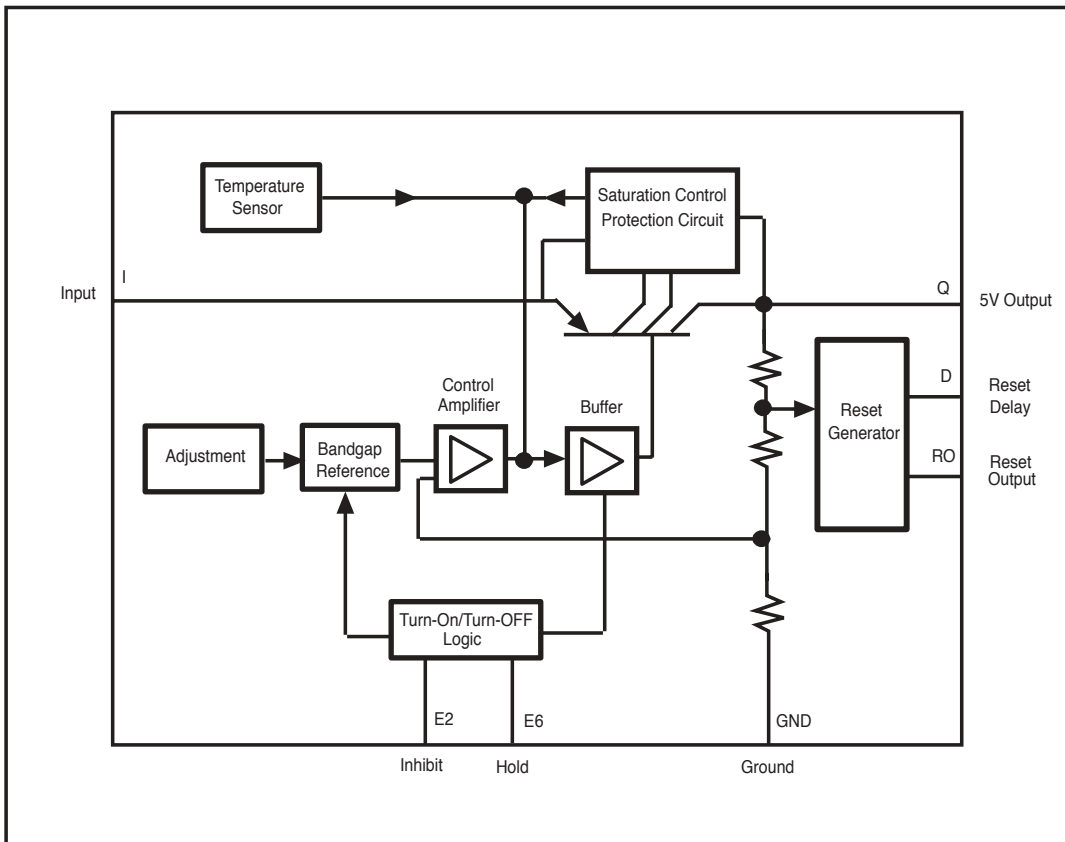 Temperature
Sensor
Saturation Control
Protection Circuit
I
Input
Q
5V Output
Control
Amplifier
Buffer
D
Reset
Delay
Adjustment
Bandgap
Reference
Reset
Generator
RO
Reset
Output
Turn-On/Turn-OFF
Logic
E2
E6
GND
Inhibit
Hold
Ground